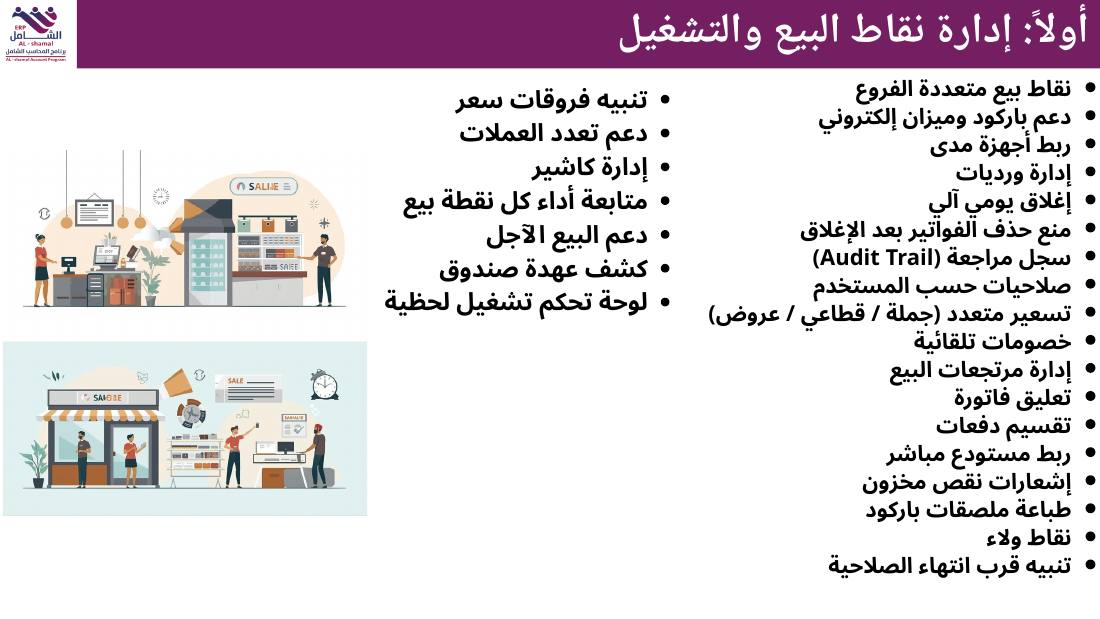 أولاً: إدارة نقاط البيع والتشغيل
ERP
الشامل
AL - shamal
برنامج المحاسب الشامل
AL - shamel Account Program
نقاط بيع متعددة الفروع
دعم باركود وميزان إلكتروني
ربط أجهزة مدى
إدارة ورديات
إغلاق يومي آلي
منع حذف الفواتير بعد الإغلاق
سجل مراجعة (Audit Trail)
صلاحيات حسب المستخدم
تسعير متعدد (جملة / قطاعي / عروض)
خصومات تلقائية
إدارة مرتجعات البيع
تعليق فاتورة
تقسيم دفعات
ربط مستودع مباشر
إشعارات نقص مخزون
طباعة ملصقات باركود
نقاط ولاء
تنبيه قرب انتهاء الصلاحية
تنبيه فروقات سعر
دعم تعدد العملات
إدارة كاشير
متابعة أداء كل نقطة بيع
دعم البيع الآجل
كشف عهدة صندوق
لوحة تحكم تشغيل لحظية
SALE